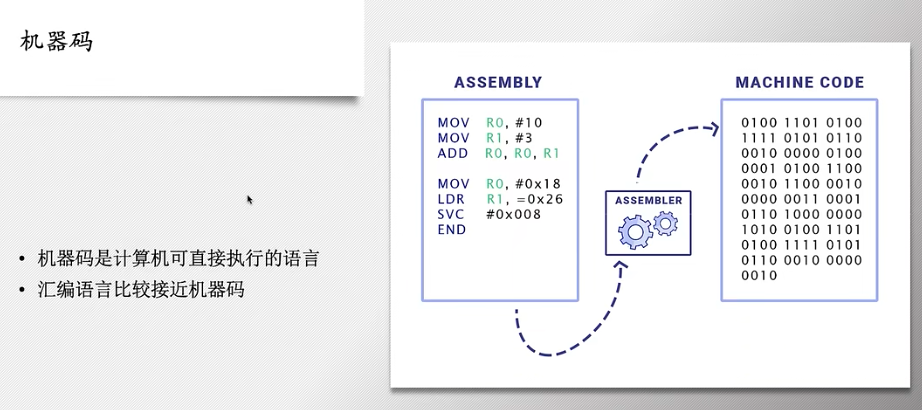 机器码
• 机器码是计算机可直接执行的语言
• 汇编语言比较接近机器码
ASSEMBLY
MOV R0, #10
MOV R1, #3
ADD R0, R0, R1
MOV R0, #0x18
LDR R1, =0x26
SVC #0x008
END
ASSEMBLER
MACHINE CODE
0100 1101 0100
1111 0101 0110
0010 0000 0100
0001 0100 1100
0010 1100 0010
0000 0011 0001
0110 1000 0000
1010 0100 1101
0100 1111 0101
0110 0010 0000
0010